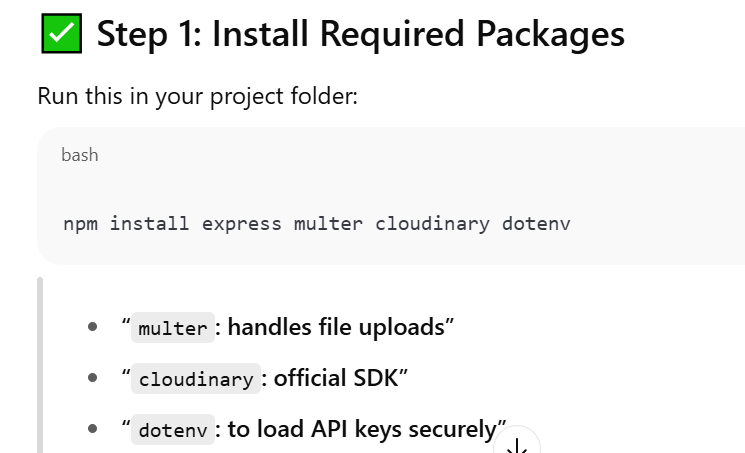 ✅ Step 1: Install Required Packages
Run this in your project folder:
bash
npm install express multer cloudinary dotenv
• “multer: handles file uploads”
• “cloudinary: official SDK”
• “dotenv: to load API keys securely”